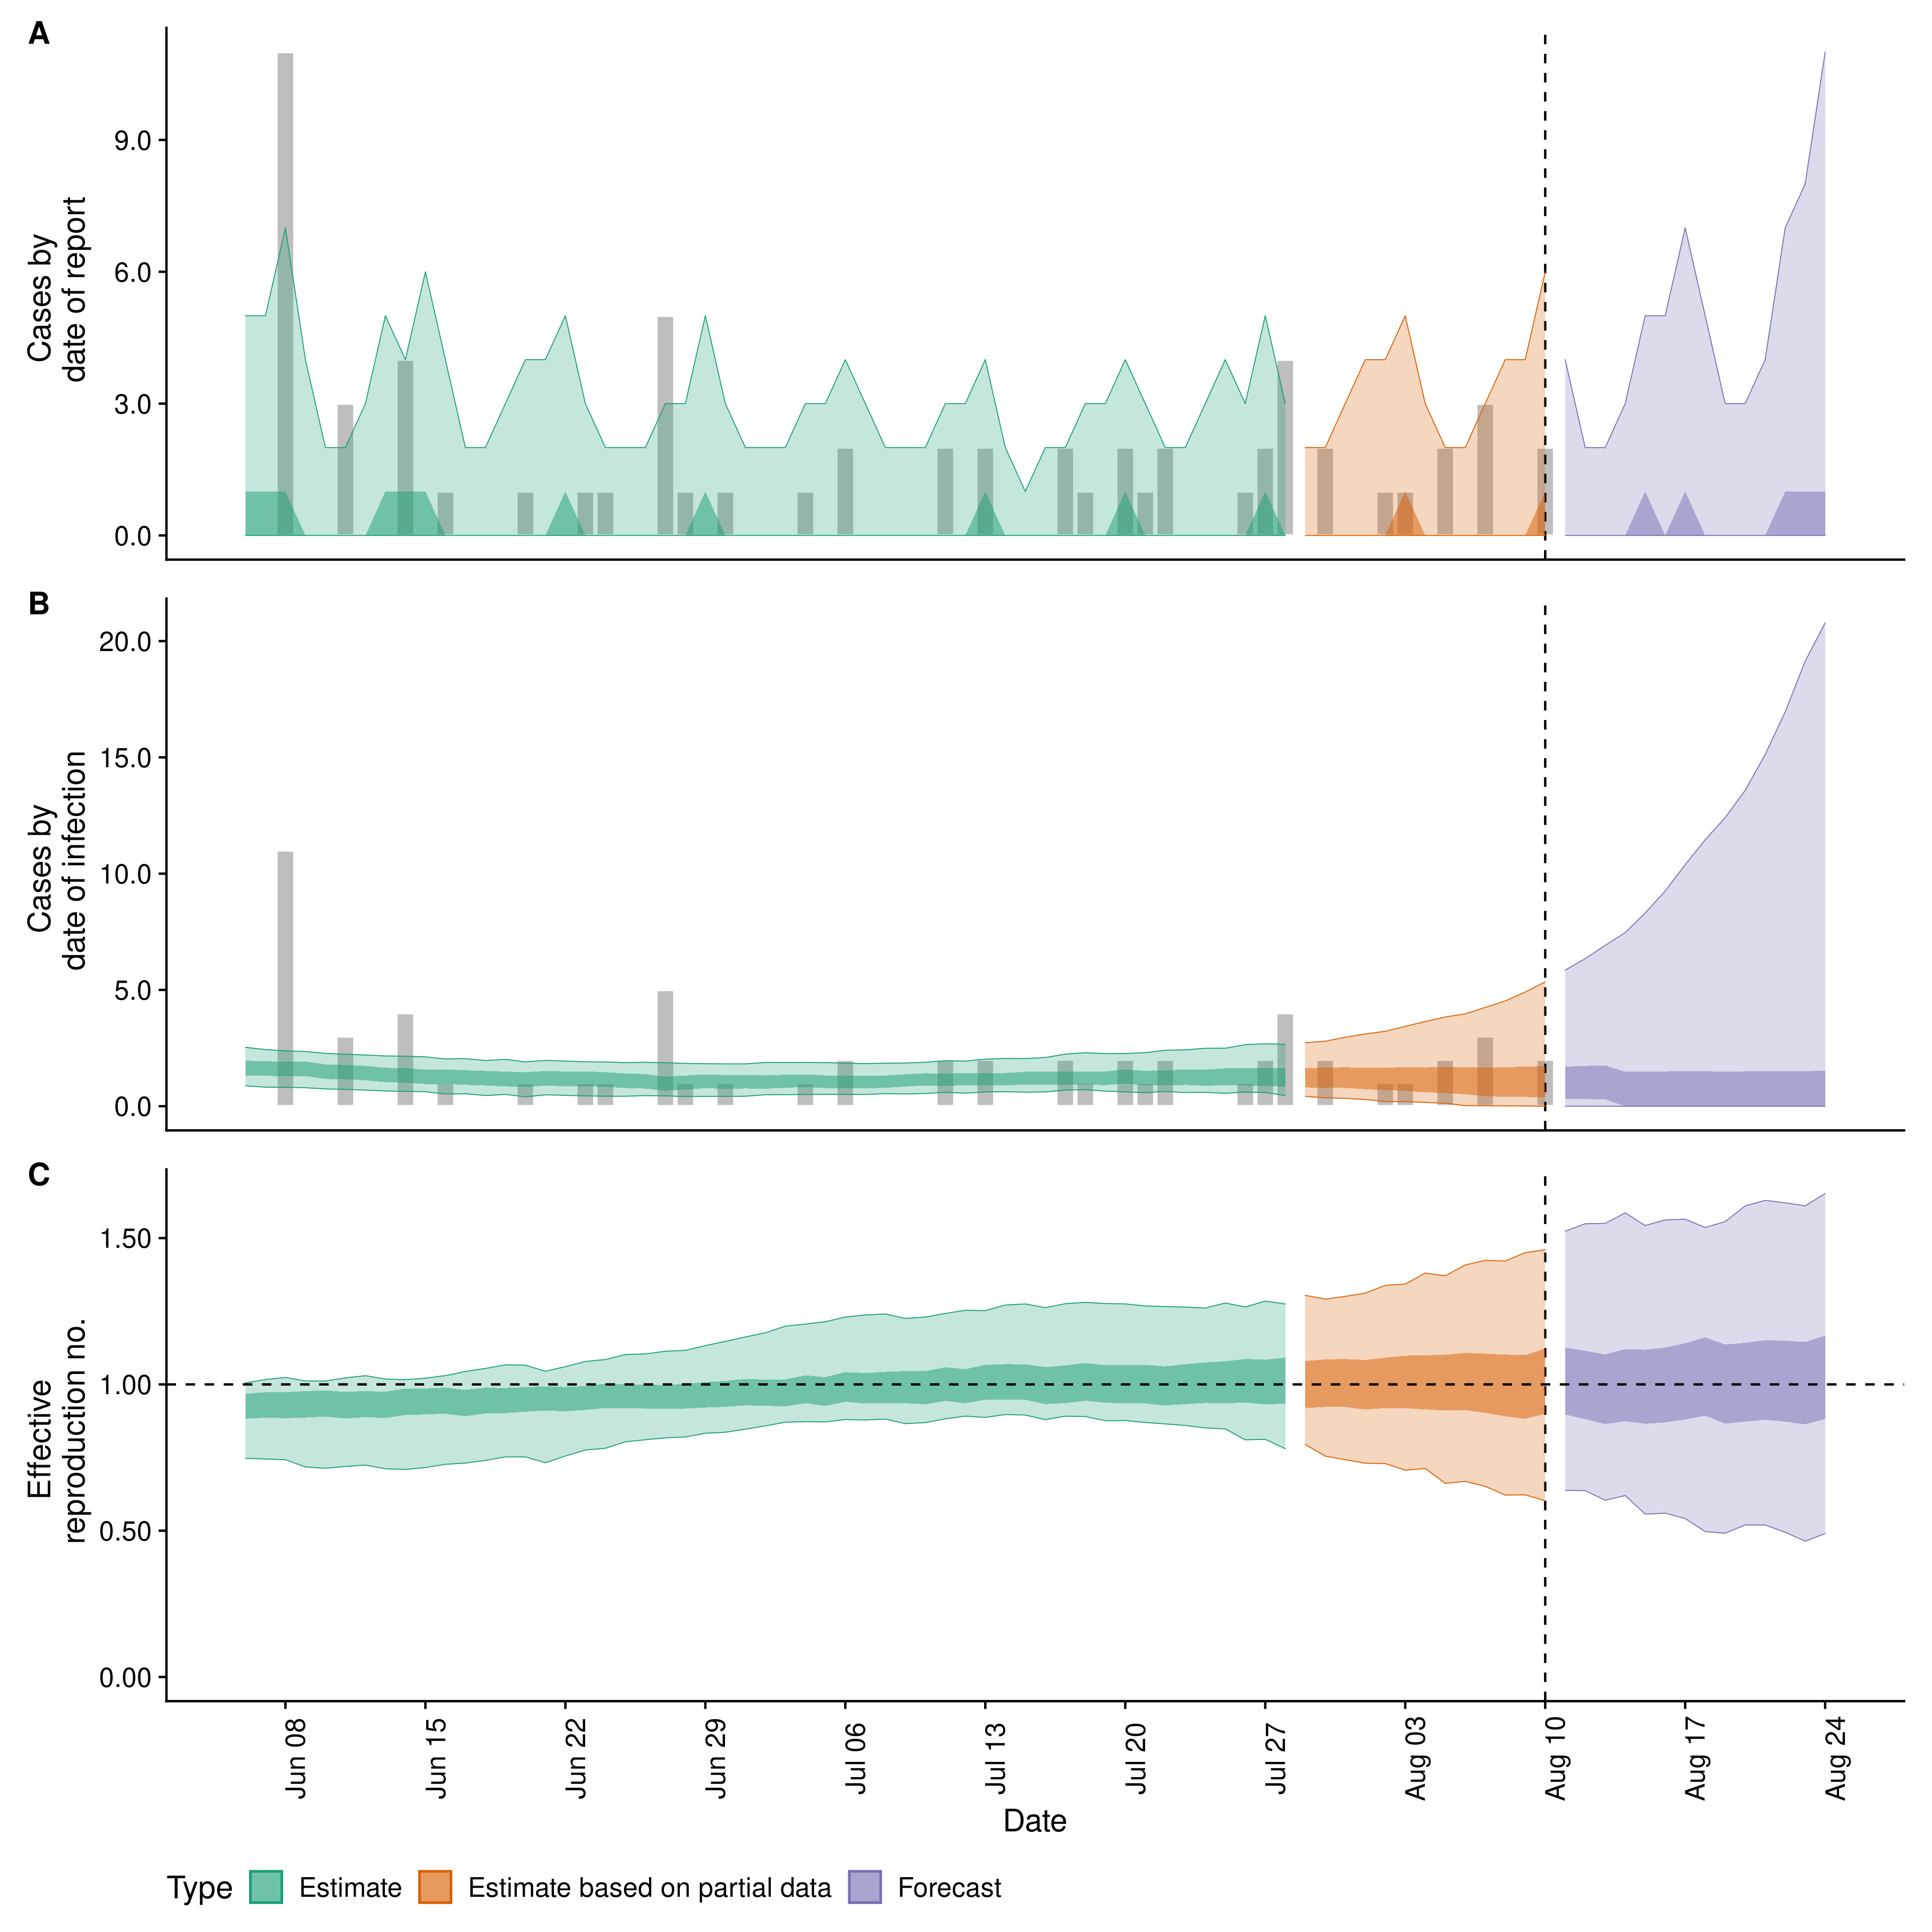 A
Cases by
date of report
9.0
6.0
3.0
0.0
B
Cases by
date of infection
20.0
15.0
10.0
5.0
0.0
C
Effective
reproduction no.
1.50
1.00
0.50
0.00
Jun 08
Jun 15
Jun 22
Jun 29
Jul 06
Jul 13
Jul 20
Jul 27
Aug 03
Aug 10
Aug 17
Aug 24
Date
Type Estimate Estimate based on partial data Forecast